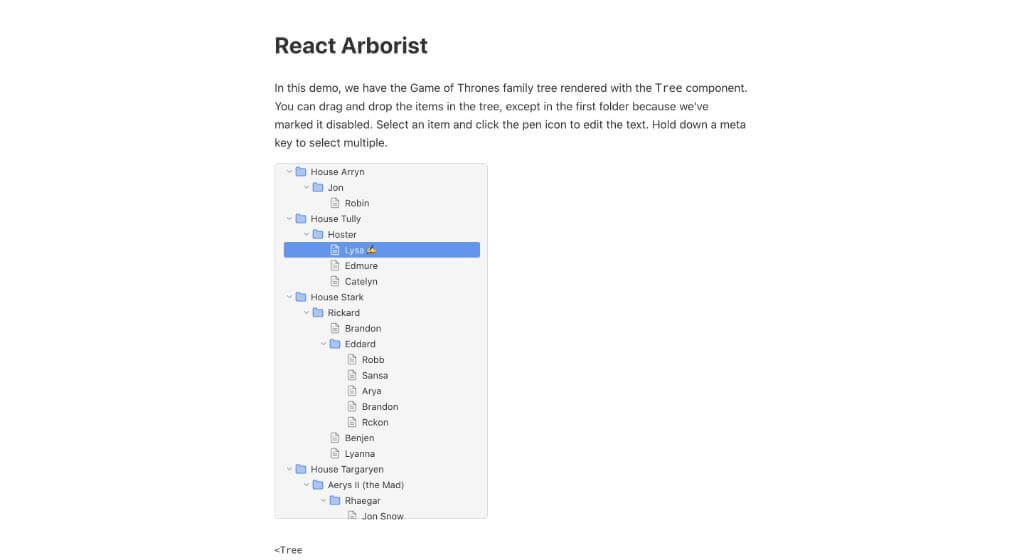 React Arborist
In this demo, we have the Game of Thrones family tree rendered with the Tree component.
You can drag and drop the items in the tree, except in the first folder because we've
marked it disabled. Select an item and click the pen icon to edit the text. Hold down a meta
key to select multiple.
House Arryn
Jon
Robin
House Tully
Hoster
Lysa ✍️
Edmure
Catelyn
House Stark
Rickard
Brandon
Eddard
Robb
Sansa
Arya
Brandon
Rckon
Benjen
Lyanna
House Targaryen
Aerys II (the Mad)
Rhaegar
Jon Snow
<Tree